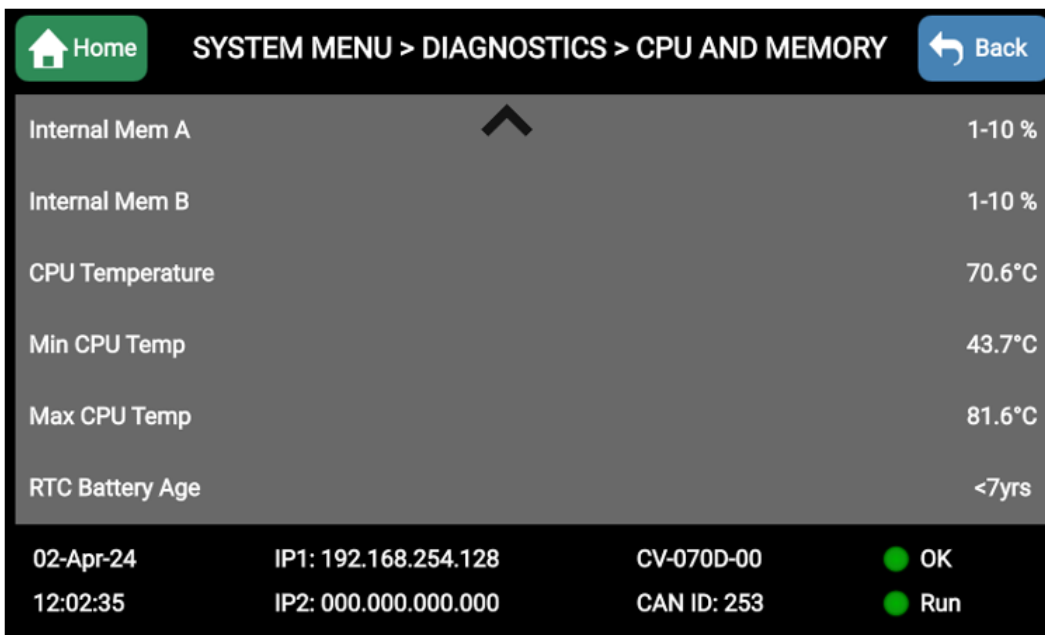 Home SYSTEM MENU > DIAGNOSTICS > CPU AND MEMORY Back
Internal Mem A 1-10 %
Internal Mem B 1-10 %
CPU Temperature 70.6°C
Min CPU Temp 43.7°C
Max CPU Temp 81.6°C
RTC Battery Age <7yrs
02-Apr-24 IP1: 192.168.254.128 CV-070D-00 OK
12:02:35 IP2: 000.000.000.000 CAN ID: 253 Run